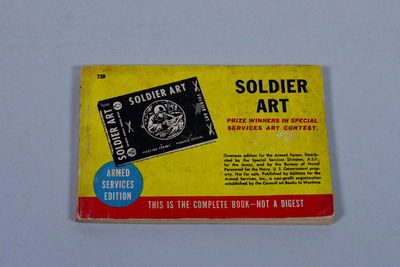 739
SOLDIER ART
SOLDIER ART
SOLDIER ART
SOLDIER
ART
PRIZE WINNERS IN SPECIAL
SERVICES ART CONTEST.
Overseas edition for the Armed Forces. Distrib-
uted by the Special Services Division, A.S.F.,
for the Army, and by the Bureau of Naval
Personnel for the Navy. U. S. Government prop-
erty. Not for sale. Published by Editions for the
Armed Services, Inc., a non-profit organization
established by the Council on Books in Wartime.
ARMED
SERVICES
EDITION
THIS IS THE COMPLETE BOOK—NOT A DIGEST